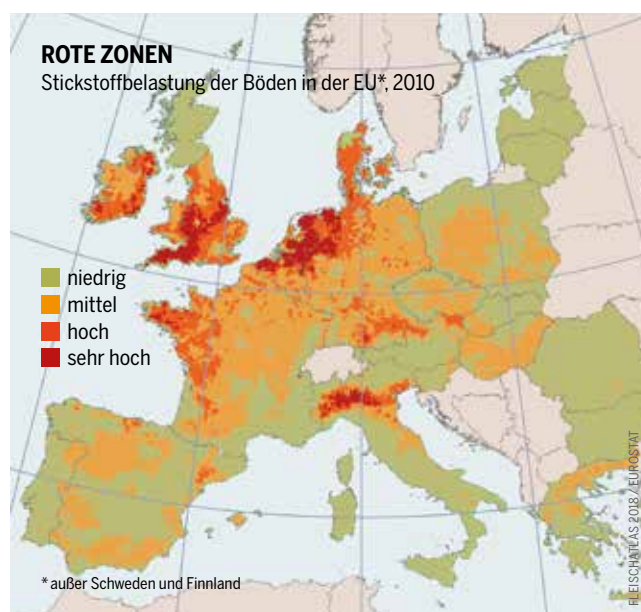 ROTE ZONEN
Stickstoffbelastung der Böden in der EU*, 2010
niedrig
mittel
hoch
sehr hoch
* außer Schweden und Finnland
FLEISCHATLAS 2018 / EUROSTAT